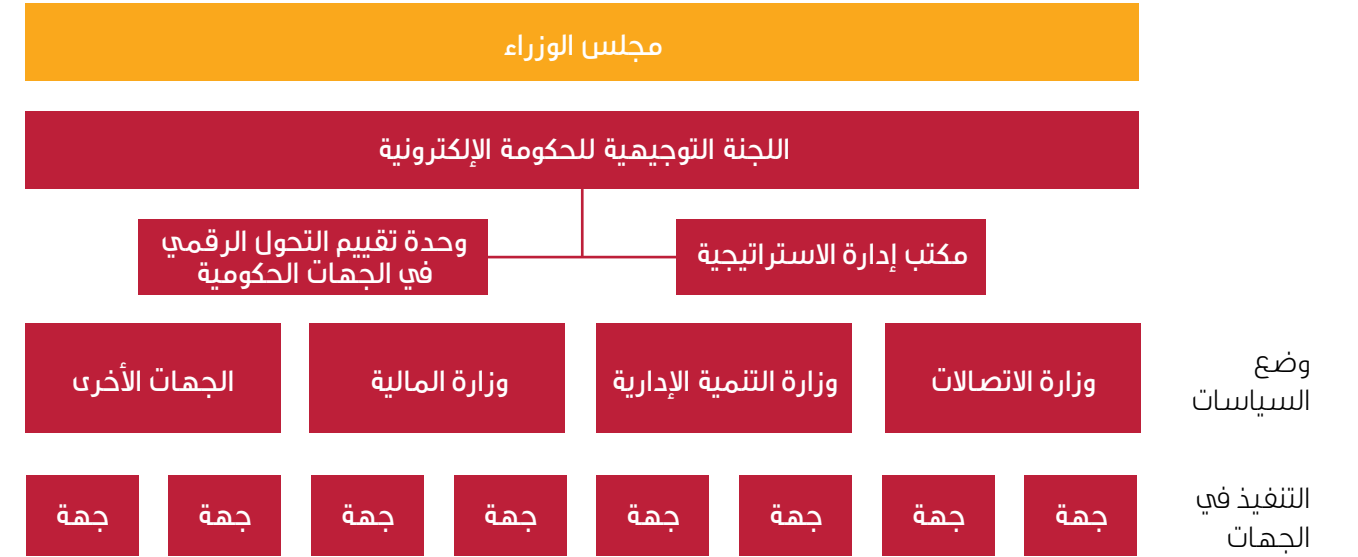 مجلس الوزراء
اللجنة التوجيهية للحكومة الإلكترونية
مكتب إدارة الاستراتيجية
وحدة تقييم التحول الرقمي
في الجهات الحكومية
وضع
السياسات
وزارة الاتصالات
وزارة التنمية الإدارية
وزارة المالية
الجهات الأخرى
التنفيذ في
الجهات
جهة
جهة
جهة
جهة
جهة
جهة
جهة
جهة